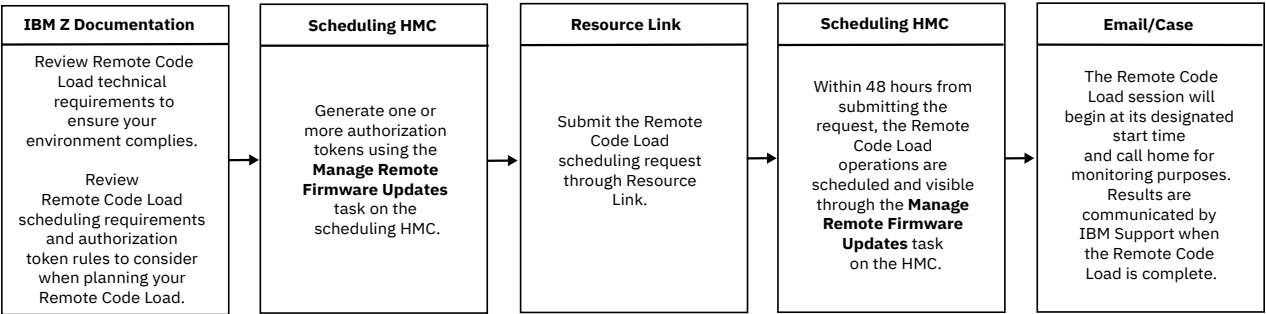 IBM Z Documentation
Review Remote Code
Load technical
requirements to
ensure your
environment complies.
Review
Remote Code Load
scheduling requirements
and authorization
token rules to consider
when planning your
Remote Code Load.
Scheduling HMC
Generate one or
more authorization
tokens using the
Manage Remote
Firmware Updates
task on the
scheduling HMC.
Resource Link
Submit the Remote
Code Load
scheduling request
through Resource
Link.
Scheduling HMC
Within 48 hours from
submitting the
request, the Remote
Code Load
operations are
scheduled and visible
through the Manage
Remote Firmware
Updates task
on the HMC.
Email/Case
The Remote Code
Load session will
begin at its designated
start time
and call home for
monitoring purposes.
Results are
communicated by
IBM Support when
the Remote Code
Load is complete.